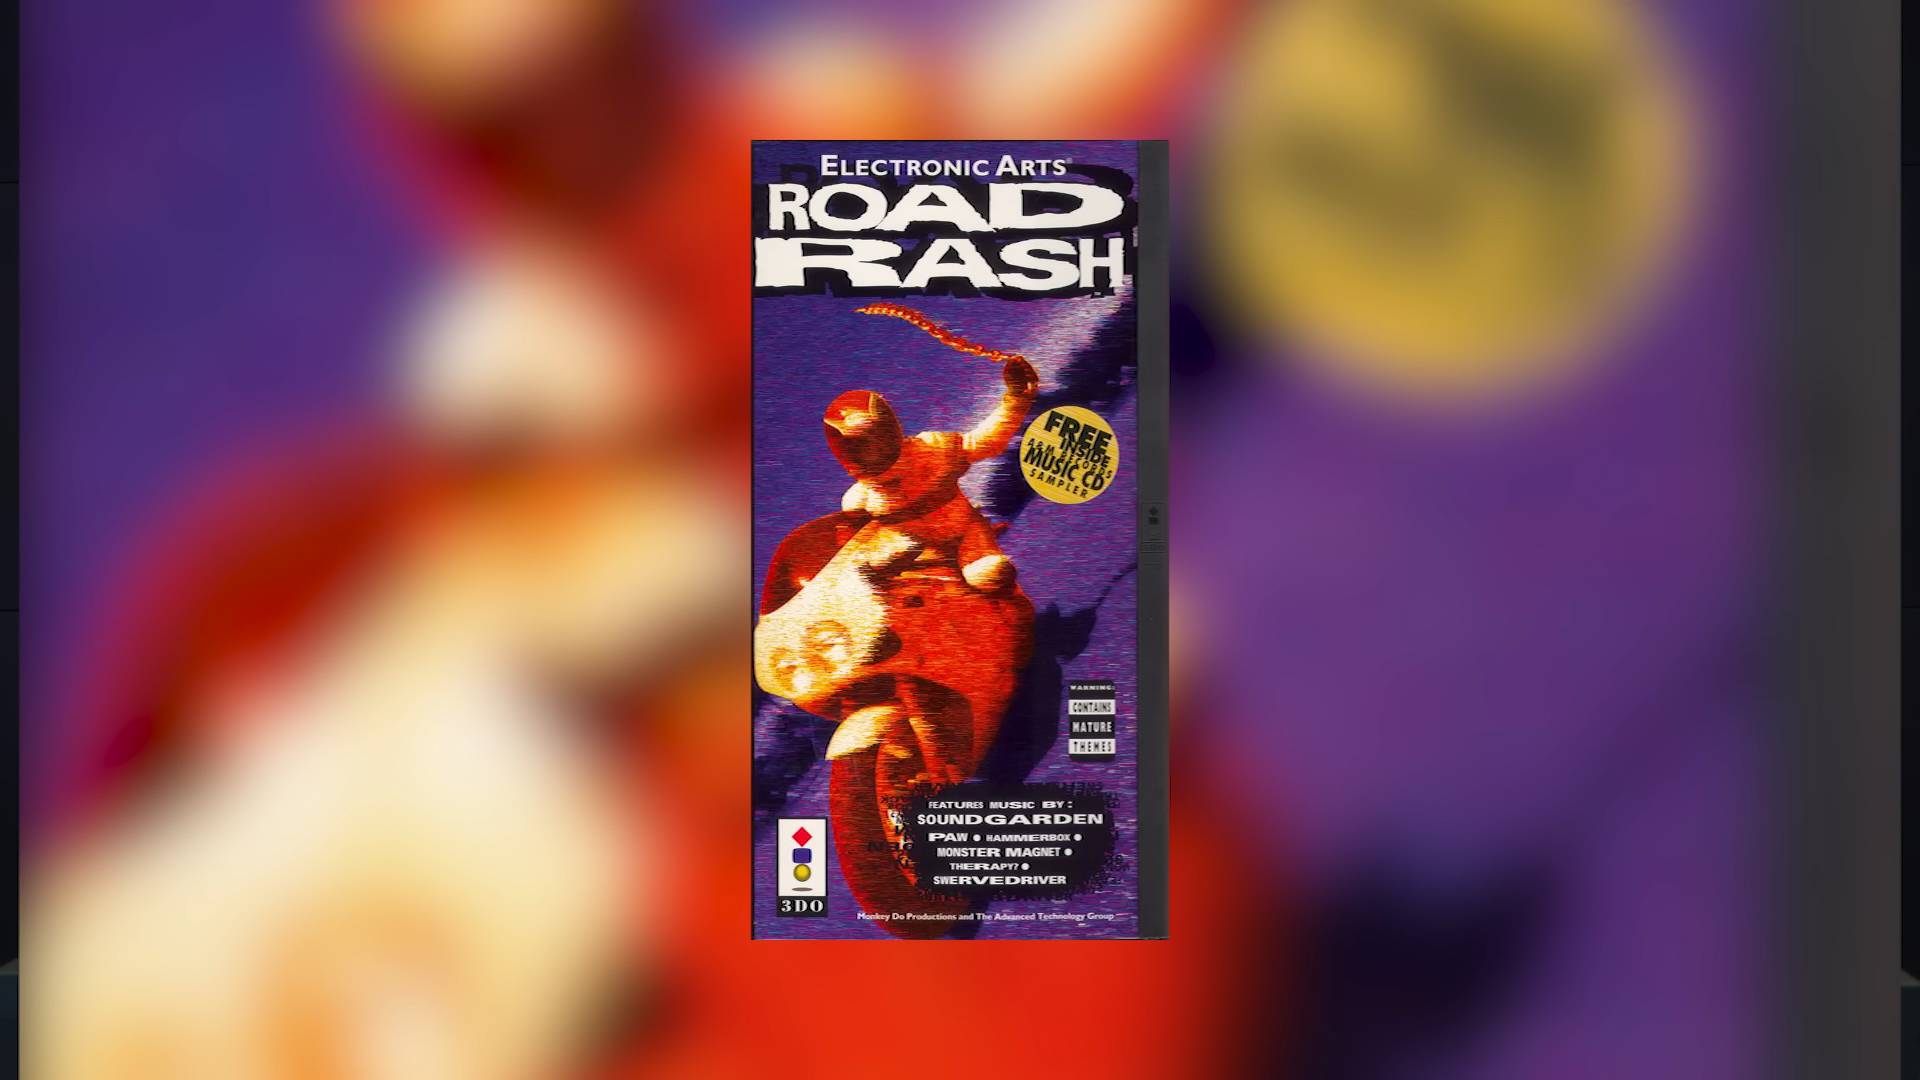 ELECTRONIC ARTS®
ROAD
RASH
FREE
INSIDE
A&M RECORDS
MUSIC CD
SAMPLER
WARNING:
CONTAINS
MATURE
THEMES
FEATURES MUSIC BY:
SOUNDGARDEN
PAW ● HAMMERBOX ●
MONSTER MAGNET ●
THERAPY? ●
SWERVEDRIVER
3DO
Monkey Do Productions and The Advanced Technology Group